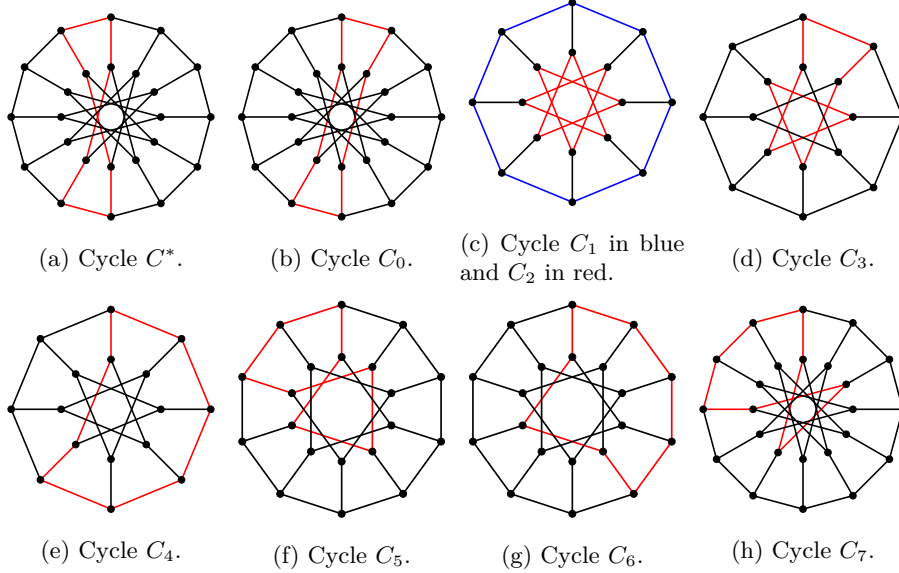 (a) Cycle C*.
(b) Cycle C₀.
(c) Cycle C₁ in blue
and C₂ in red.
(d) Cycle C₃.
(e) Cycle C₄.
(f) Cycle C₅.
(g) Cycle C₆.
(h) Cycle C₇.